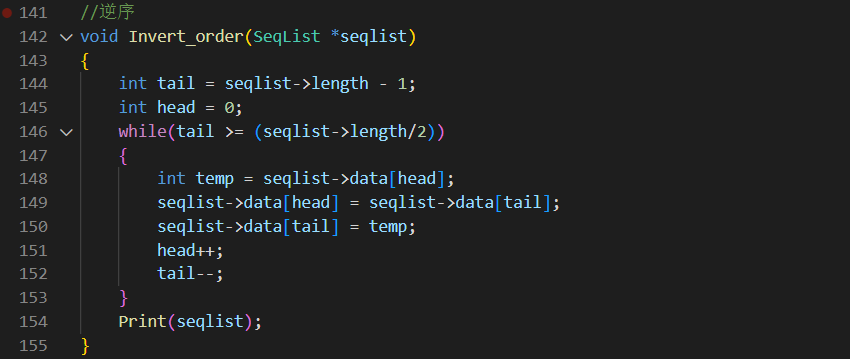 141 //逆序
142 void Invert_order(SeqList *seqlist)
143 {
144 int tail = seqlist->length - 1;
145 int head = 0;
146 while(tail >= (seqlist->length/2))
147 {
148 int temp = seqlist->data[head];
149 seqlist->data[head] = seqlist->data[tail];
150 seqlist->data[tail] = temp;
151 head++;
152 tail--;
153 }
154 Print(seqlist);
155 }